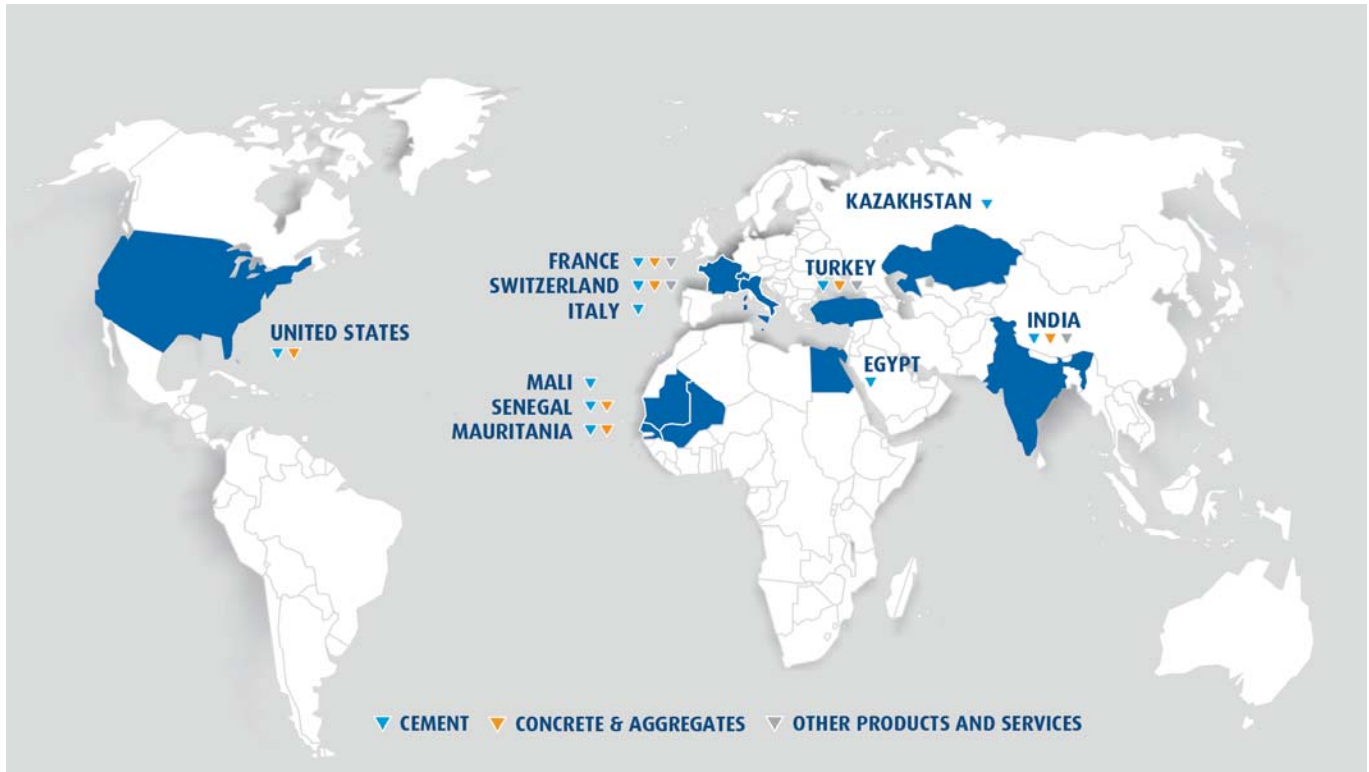 KAZAKHSTAN
FRANCE
SWITZERLAND
ITALY
TURKEY
INDIA
UNITED STATES
EGYPT
MALI
SENEGAL
MAURITANIA
CEMENT CONCRETE & AGGREGATES OTHER PRODUCTS AND SERVICES